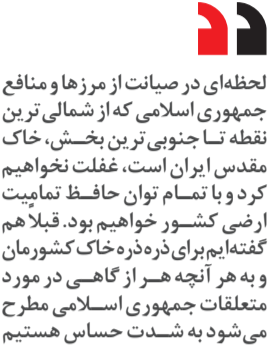 لحظه‌ای در صیانت از مرزها و منافع
جمهوری اسلامی که از شمالی ترین
نقطه تا جنوبی ترین بخش، خاک
مقدس ایران است، غفلت نخواهیم
کرد و با تمام توان حافظ تمامیت
ارضی کشور خواهیم بود. قبلاً هم
گفته‌ایم برای ذره ذره خاک کشورمان
و به هر آنچه هر از گاهی در مورد
متعلقات جمهوری اسلامی مطرح
می‌شود به شدت حساس هستیم